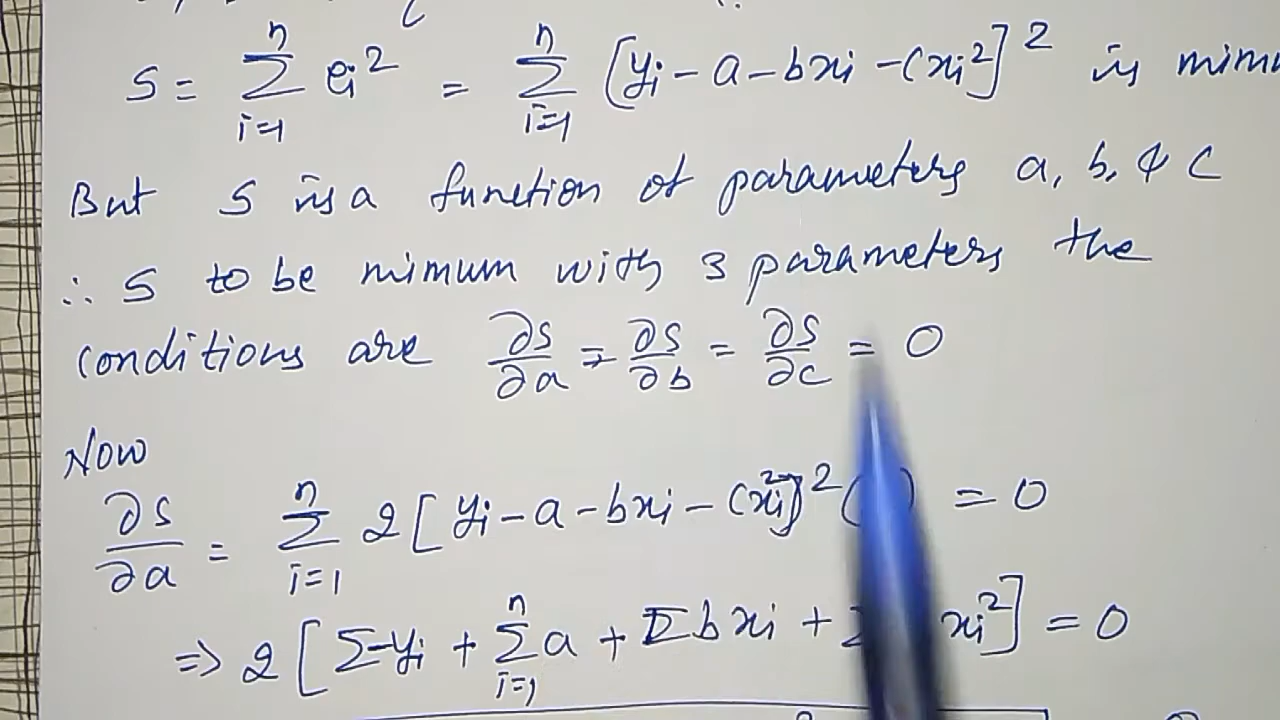 S = Σ_{i=1}^{n} ei² = Σ_{i=1}^{n} [yi − a − bxi − cxi²]² is
But S is a function of parameters a, b, & c
∴ S to be mimum with 3 parameters the
conditions are ∂S/∂a = ∂S/∂b = ∂S/∂c = 0
Now
∂S/∂a = Σ_{i=1}^{n} 2[yi − a − bxi − cxi²]² ( ) = 0
⇒ 2[Σ−yi + Σ_{i=1}^{n} a + Σbxi + xi²] = 0